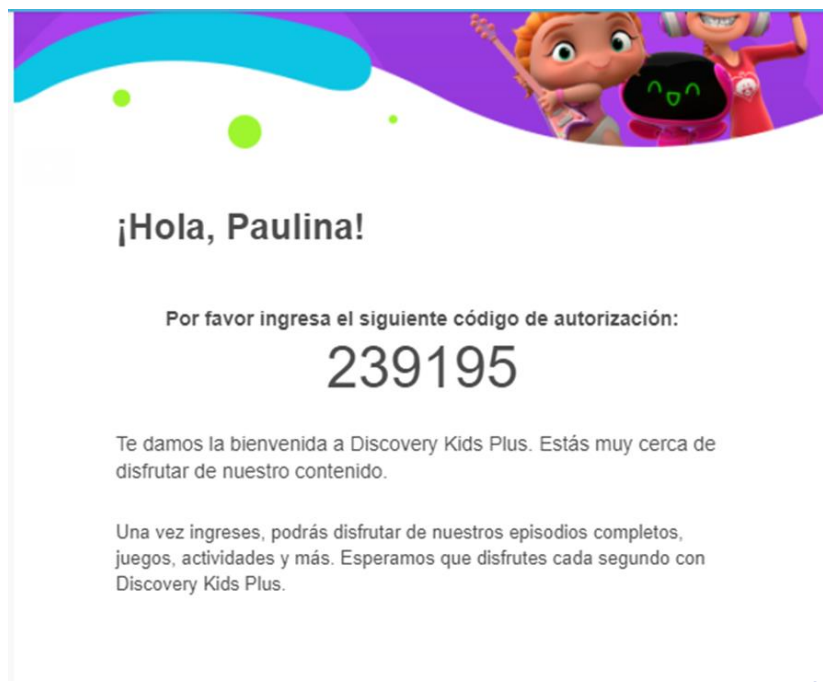 ¡Hola, Paulina!
Por favor ingresa el siguiente código de autorización:
239195
Te damos la bienvenida a Discovery Kids Plus. Estás muy cerca de
disfrutar de nuestro contenido.
Una vez ingreses, podrás disfrutar de nuestros episodios completos,
juegos, actividades y más. Esperamos que disfrutes cada segundo con
Discovery Kids Plus.